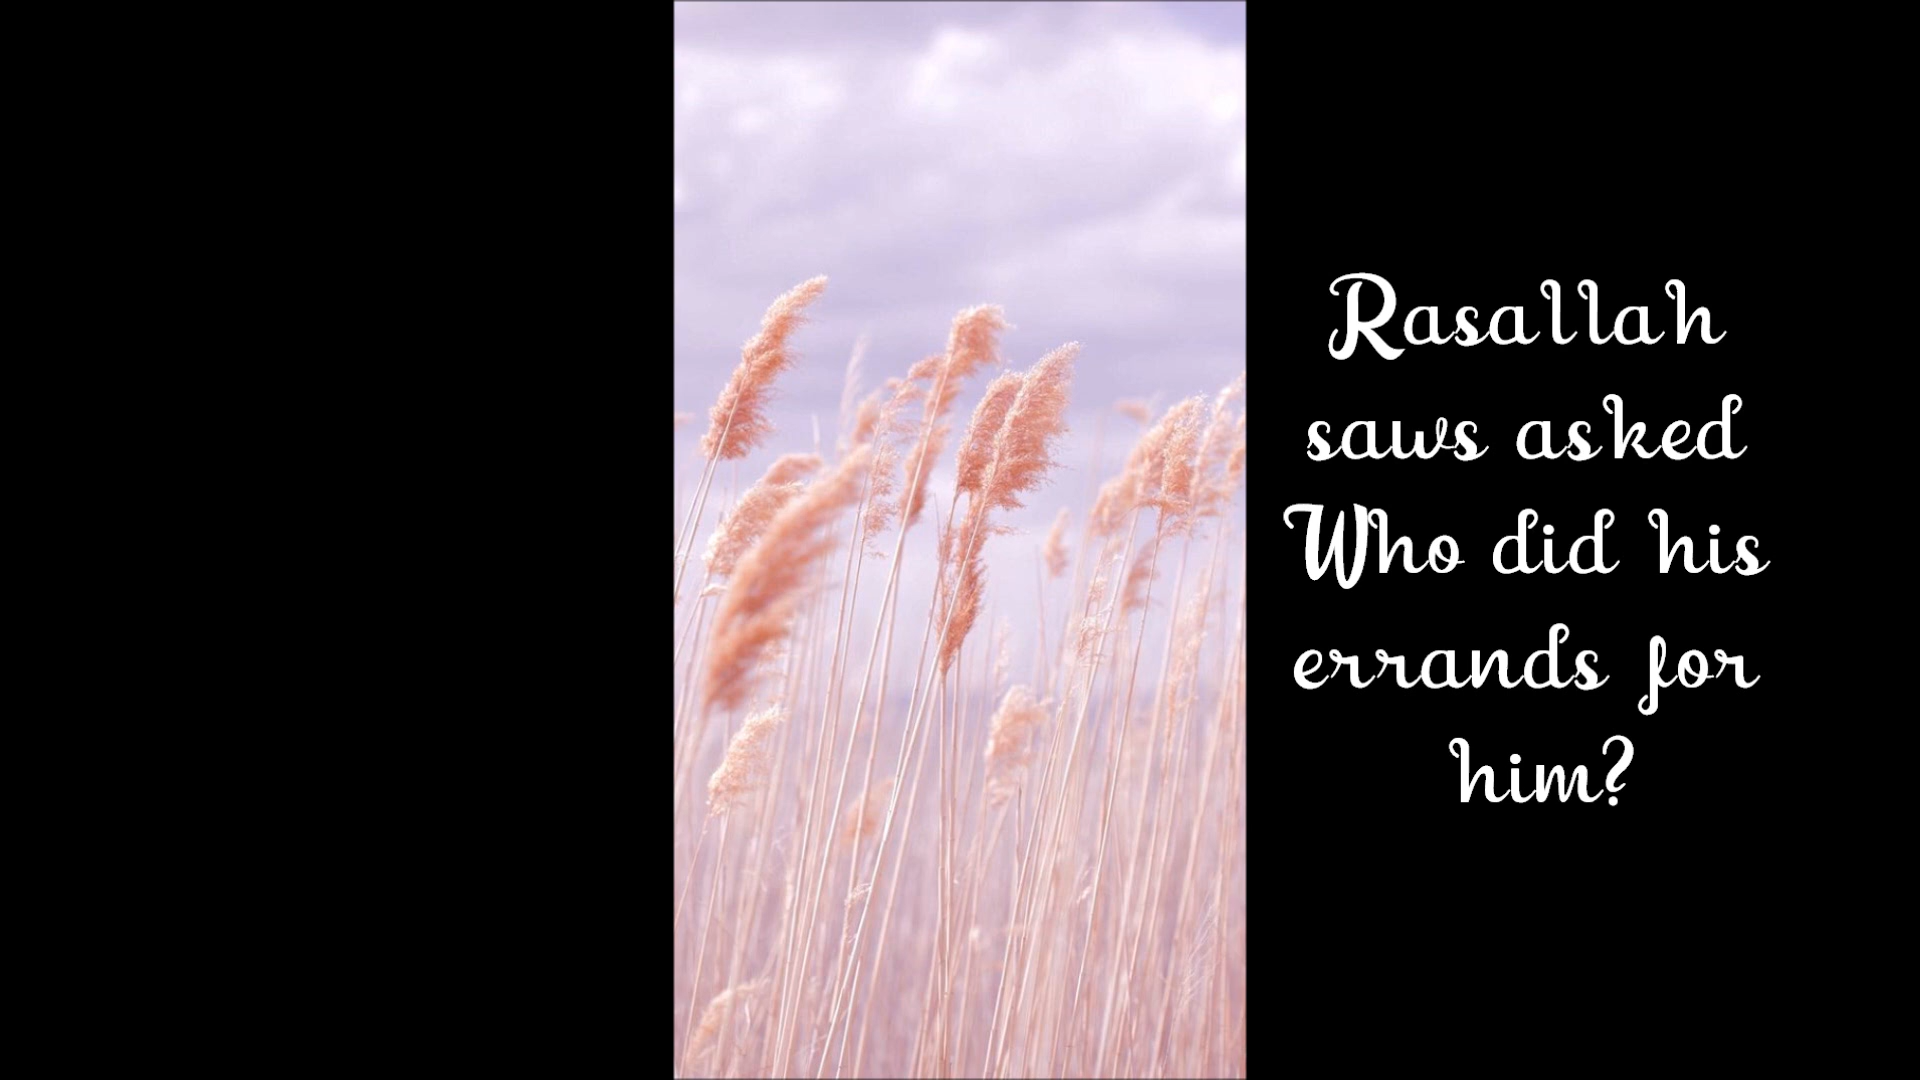 Rasallah
saws asked
Who did his
errands for
him?